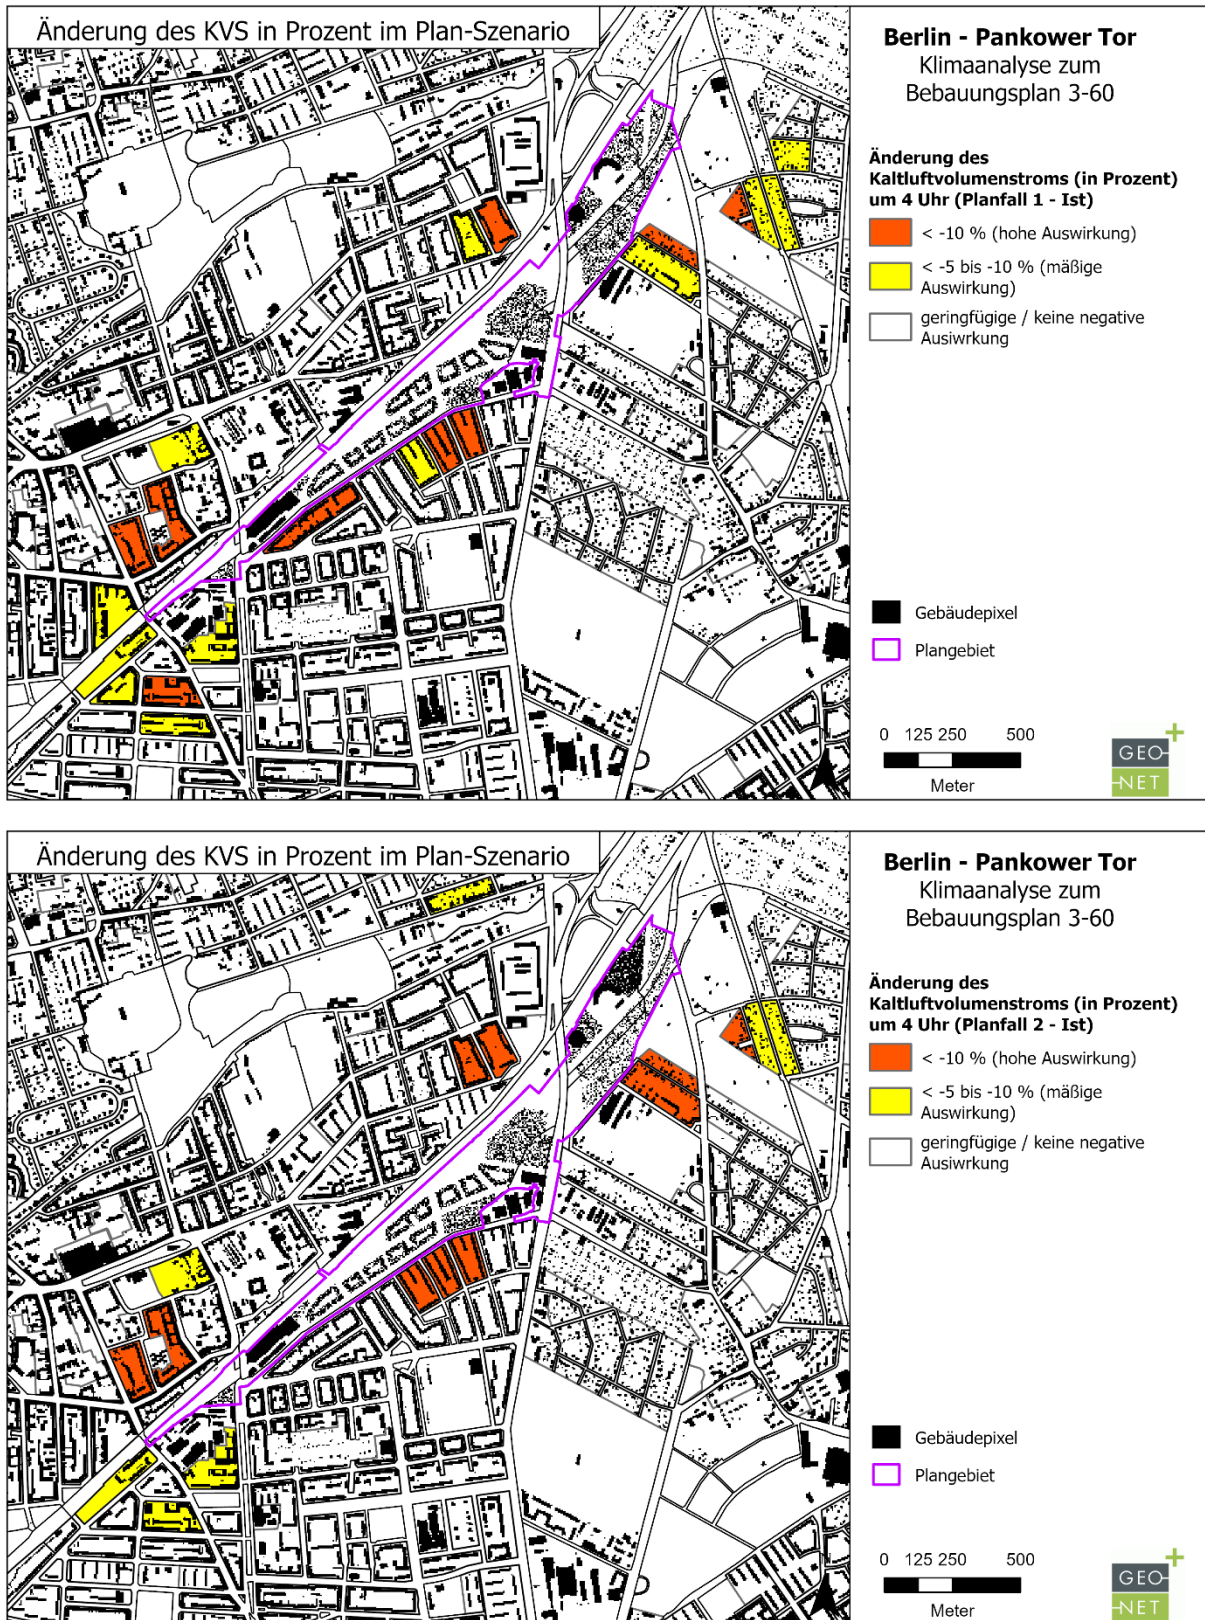 Änderung des KVS in Prozent im Plan-Szenario
Berlin - Pankower Tor
Klimaanalyse zum
Bebauungsplan 3-60
Änderung des
Kaltluftvolumenstroms (in Prozent)
um 4 Uhr (Planfall 1 - Ist)
< -10 % (hohe Auswirkung)
< -5 bis -10 % (mäßige
Auswirkung)
geringfügige / keine negative
Ausiwrkung
Gebäudepixel
Plangebiet
0 125 250 500
Meter
GEO
NET
Änderung des KVS in Prozent im Plan-Szenario
Berlin - Pankower Tor
Klimaanalyse zum
Bebauungsplan 3-60
Änderung des
Kaltluftvolumenstroms (in Prozent)
um 4 Uhr (Planfall 2 - Ist)
< -10 % (hohe Auswirkung)
< -5 bis -10 % (mäßige
Auswirkung)
geringfügige / keine negative
Ausiwrkung
Gebäudepixel
Plangebiet
0 125 250 500
Meter
GEO
NET